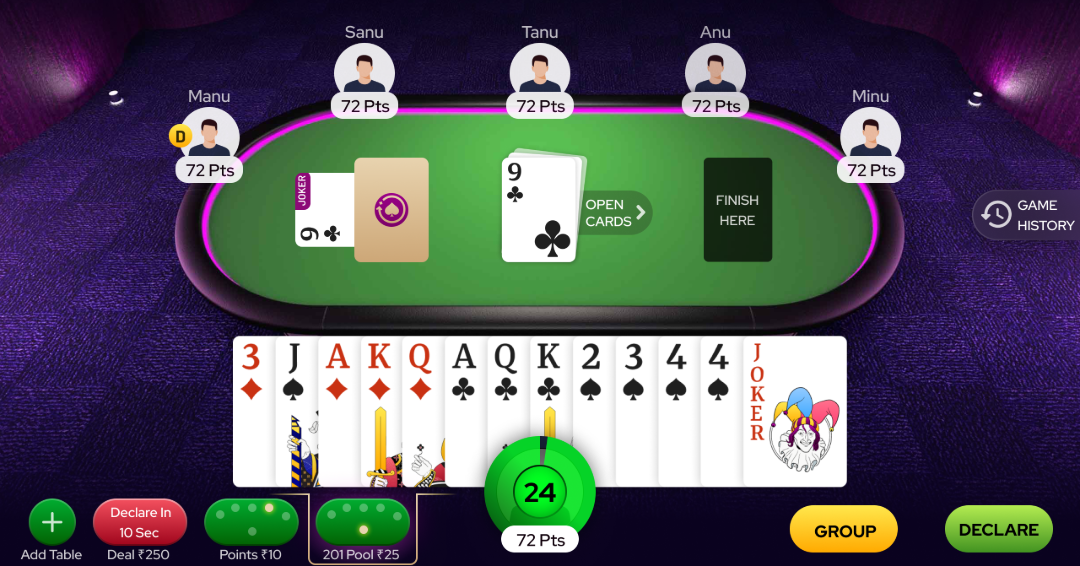 Sanu
72 Pts
Tanu
72 Pts
Anu
72 Pts
Manu
D
72 Pts
Minu
72 Pts
JOKER
9
9
OPEN
CARDS
FINISH
HERE
GAME
HISTORY
3 J A K Q A Q K 2 3 4 4 JOKER
24
72 Pts
Add Table
Declare In
10 Sec
Deal ₹250
Points ₹10
201 Pool ₹25
GROUP
DECLARE